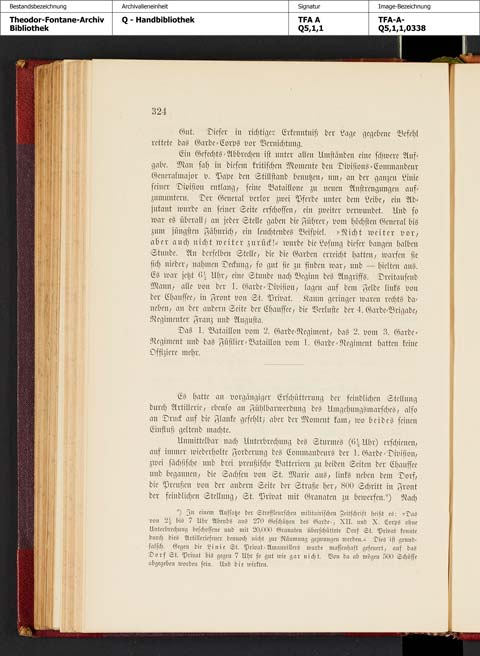 Bestandsbezeichnung Archivalieneinheit Signatur Image-Bezeichnung
Theodor-Fontane-Archiv Q - Handbibliothek TFA A TFA-A-
Bibliothek Q5,1,1 Q5,1,1,0338
324
Gut. Dieser in richtiger Erkenntniß der Lage gegebene Befehl
rettete das Garde-Corps vor Vernichtung.
Ein Gefechts-Abbrechen ist unter allen Umständen eine schwere Auf-
gabe. Man sah in diesem kritischen Momente den Divisions-Commandeur
Generalmajor v. Pape den Stillstand benutzen, um, an der ganzen Linie
seiner Division entlang, seine Bataillone zu neuen Anstrengungen auf-
zumuntern. Der General verlor zwei Pferde unter dem Leibe, ein Ad-
jutant wurde an seiner Seite erschossen, ein zweiter verwundet. Und so
war es überall; an jeder Stelle gaben die Führer, vom höchsten General bis
zum jüngsten Fähnrich, ein leuchtendes Beispiel. »Nicht weiter vor,
aber auch nicht weiter zurück!« wurde die Losung dieser bangen halben
Stunde. An derselben Stelle, die die Garden erreicht hatten, warfen sie
sich nieder, nahmen Deckung, so gut sie zu finden war, und — hielten aus.
Es war jetzt 6¼ Uhr, eine Stunde nach Beginn des Angriffs. Dreitausend
Mann, alle von der 1. Garde-Division, lagen auf dem Felde links von
der Chaussee, in Front von St. Privat. Kaum geringer waren rechts da-
neben, an der andern Seite der Chaussee, die Verluste der 4. Garde-Brigade,
Regimenter Franz und Augusta.
Das 1. Bataillon vom 2. Garde-Regiment, das 2. vom 3. Garde-
Regiment und das Füsilier-Bataillon vom 1. Garde-Regiment hatten keine
Offiziere mehr.
Es hatte an vorgängiger Erschütterung der feindlichen Stellung
durch Artillerie, ebenso an Fühlbarwerdung des Umgehungsmarsches, also
an Druck auf die Flanke gefehlt; aber der Moment kam, wo beides seinen
Einfluß geltend machte.
Unmittelbar nach Unterbrechung des Sturmes (6¼ Uhr) erschienen,
auf immer wiederholte Forderung des Commandeurs der 1. Garde-Division,
zwei sächsische und drei preußische Batterieen zu beiden Seiten der Chaussee
und begannen, die Sachsen von St. Marie aus, links neben dem Dorf,
die Preußen von der andern Seite der Straße her, 800 Schritt in Front
der feindlichen Stellung, St. Privat mit Granaten zu bewerfen.*) Nach
*) In einem Aufsatze der Streffleurschen militairischen Zeitschrift heißt es: »Das
von 2½ bis 7 Uhr Abends aus 270 Geschützen des Garde-, XII. und X. Corps ohne
Unterbrechung beschossene und mit 20,000 Granaten überschüttete Dorf St. Privat konnte
durch dies Artilleriefeuer dennoch nicht zur Räumung gezwungen werden.« Dies ist grund-
falsch. Gegen die Linie St. Privat-Amanvillers wurde massenhaft gefeuert, auf das
Dorf St. Privat bis gegen 7 Uhr so gut wie gar nicht. Von da ab mögen 500 Schüsse
abgegeben worden sein. Und die wirkten.